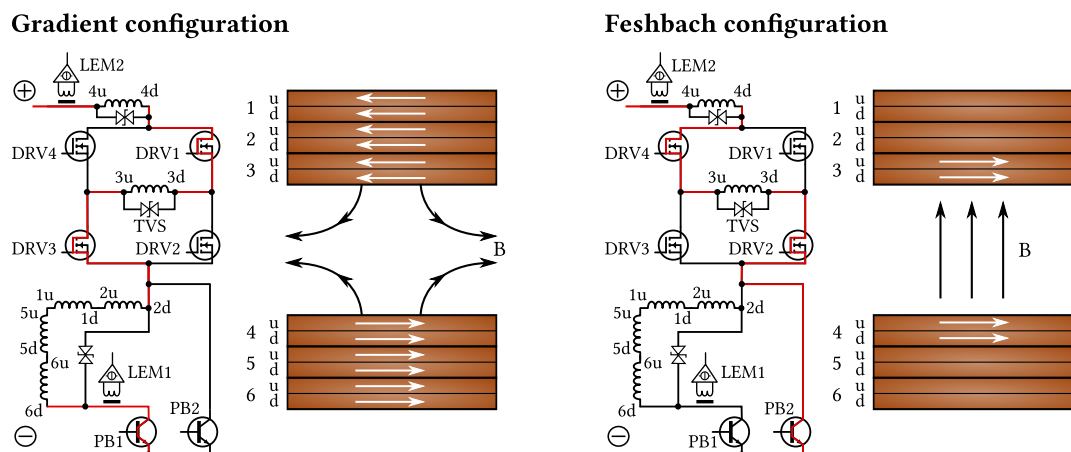 Gradient configuration
LEM2
4u 4d
DRV4 DRV1
3u 3d
TVS
DRV3 DRV2
1u 2u
5u 1d 2d
5d 6u
LEM1
6d
PB2
PB1
1 u
d
2 u
d
3 u
d
B
4 u
d
5 u
d
6 u
d
Feshbach configuration
LEM2
4u 4d
DRV4 DRV1
3u 3d
TVS
DRV3 DRV2
1u 2u
5u 1d 2d
5d 6u
LEM1
6d
PB2
PB1
1 u
d
2 u
d
3 u
d
B
4 u
d
5 u
d
6 u
d